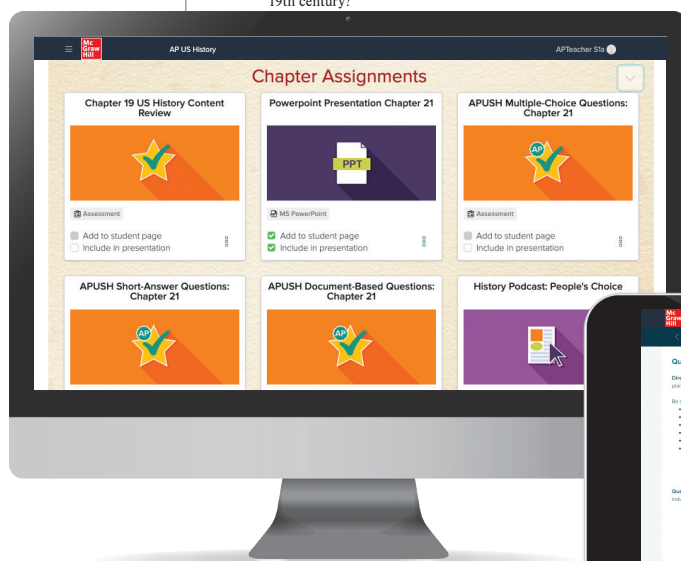 19th century?
Mc
Graw
Hill
AP US History
APTeacher S1a
Chapter Assignments
Chapter 19 US History Content
Review
Assessment
Add to student page
Include in presentation
Powerpoint Presentation Chapter 21
PPT
MS PowerPoint
Add to student page
Include in presentation
APUSH Multiple-Choice Questions:
Chapter 21
AP
Assessment
Add to student page
Include in presentation
APUSH Short-Answer Questions:
Chapter 21
AP
APUSH Document-Based Questions:
Chapter 21
AP
History Podcast: People's Choice
Mc
Graw
Hill